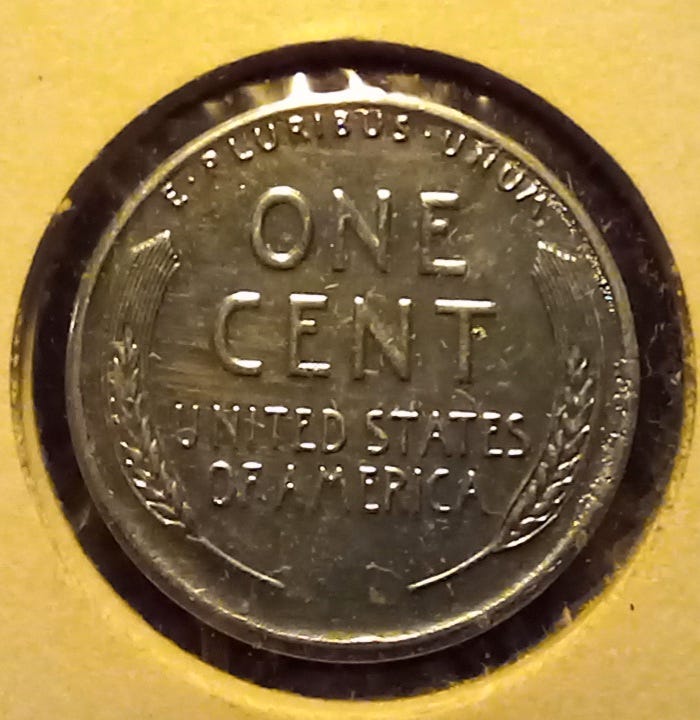 E·PLURIBUS·UNUM
ONE
CENT
UNITED STATES
OF AMERICA